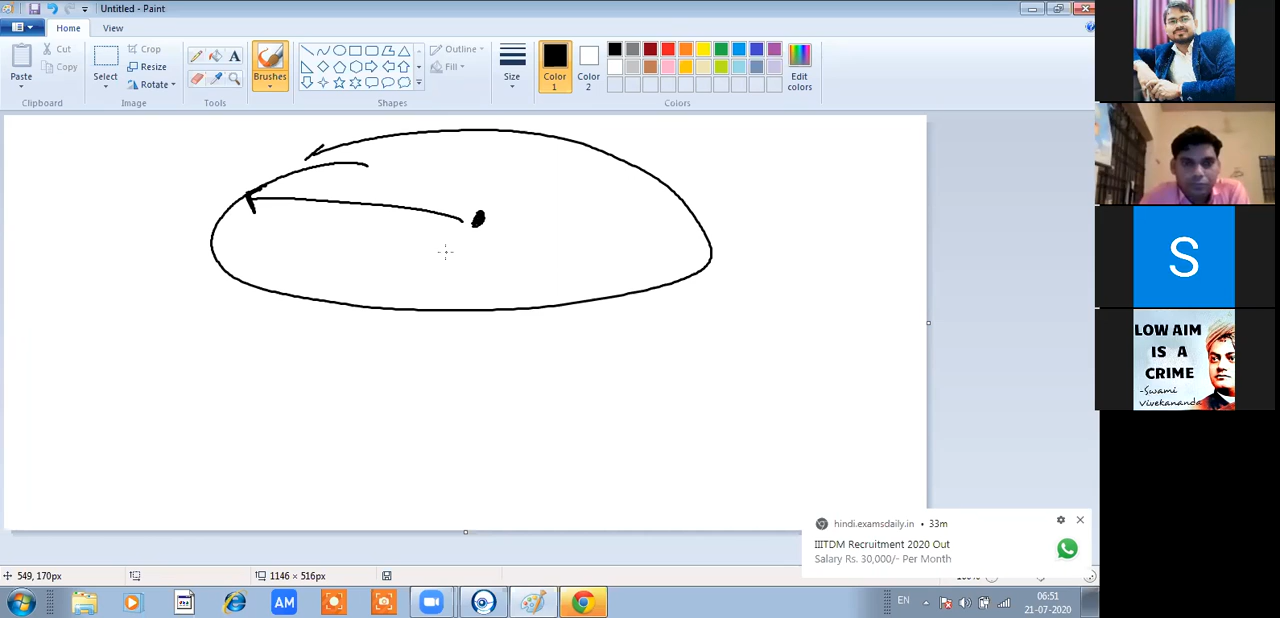 Untitled - Paint
Home
View
Paste
Cut
Copy
Clipboard
Select
Crop
Resize
Rotate
Image
A
Tools
Brushes
Outline
Fill
Shapes
Size
Color 1
Color 2
Edit colors
Colors
S
LOW AIM
IS A
CRIME
-Swami
Vivekananda
hindi.examsdaily.in • 33m
IIITDM Recruitment 2020 Out
Salary Rs. 30,000/- Per Month
549, 170px
1146 × 516px
100%
AM
EN
06:51
21-07-2020